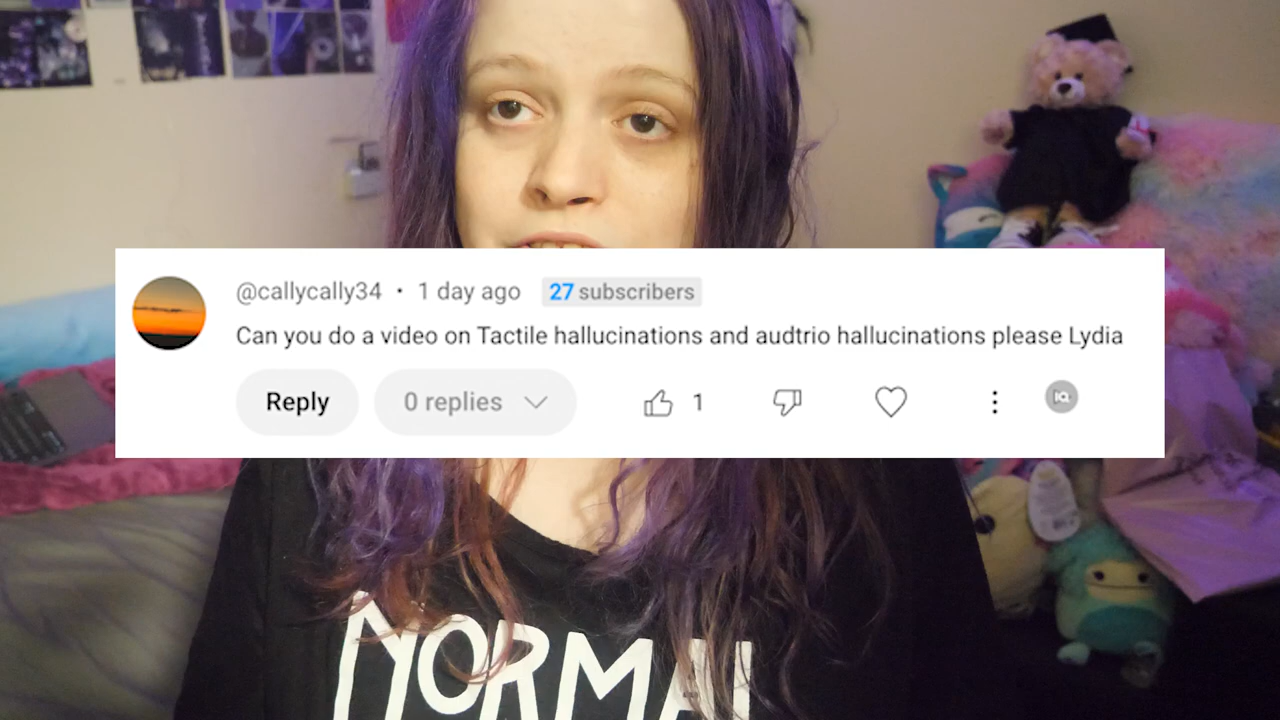 @callycally34 • 1 day ago 27 subscribers
Can you do a video on Tactile hallucinations and audtrio hallucinations please Lydia
Reply 0 replies 1
NORMAL